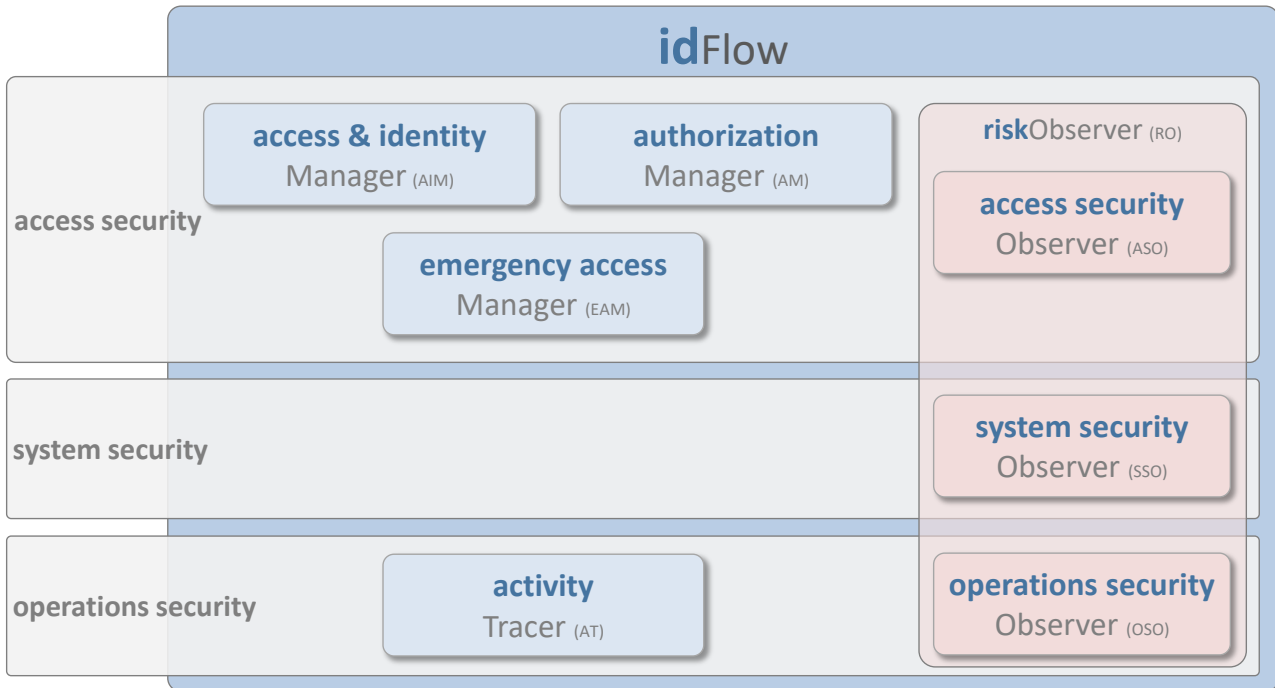 idFlow
access & identity
Manager (AIM)
authorization
Manager (AM)
riskObserver (RO)
access security
Observer (ASO)
access security
emergency access
Manager (EAM)
system security
system security
Observer (SSO)
operations security
activity
Tracer (AT)
operations security
Observer (OSO)